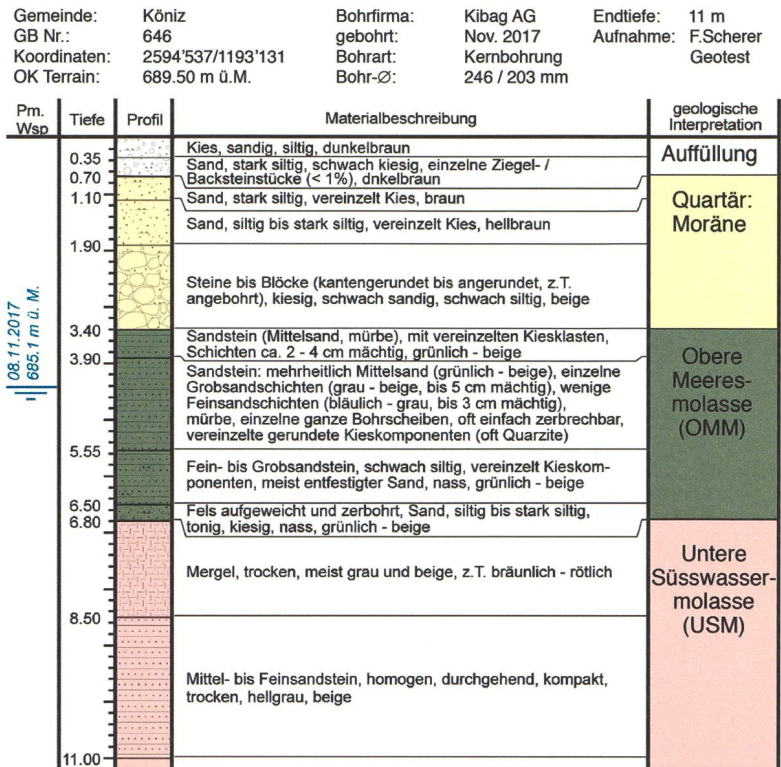 Gemeinde: Köniz Bohrfirma: Kibag AG Endtiefe: 11 m
GB Nr.: 646 gebohrt: Nov. 2017 Aufnahme: F.Scherer
Koordinaten: 2594'537/1193'131 Bohrart: Kernbohrung Geotest
OK Terrain: 689.50 m ü.M. Bohr-Ø: 246 / 203 mm
Pm. Wsp
Tiefe
Profil
Materialbeschreibung
geologische
Interpretation
Kies, sandig, siltig, dunkelbraun
Auffüllung
0.35
Sand, stark siltig, schwach kiesig, einzelne Ziegel- /
Backsteinstücke (< 1%), dnkelbraun
0.70
Sand, stark siltig, vereinzelt Kies, braun
1.10
Quartär:
Moräne
Sand, siltig bis stark siltig, vereinzelt Kies, hellbraun
1.90
Steine bis Blöcke (kantengerundet bis angerundet, z.T.
angebohrt), kiesig, schwach sandig, schwach siltig, beige
3.40
08.11.2017
685.1 m ü. M.
Sandstein (Mittelsand, mürbe), mit vereinzelten Kiesklasten,
Schichten ca. 2 - 4 cm mächtig, grünlich - beige
3.90
Obere
Meeres-
molasse
(OMM)
Sandstein: mehrheitlich Mittelsand (grünlich - beige), einzelne
Grobsandschichten (grau - beige, bis 5 cm mächtig), wenige
Feinsandschichten (bläulich - grau, bis 3 cm mächtig),
mürbe, einzelne ganze Bohrscheiben, oft einfach zerbrechbar,
vereinzelte gerundete Kieskomponenten (oft Quarzite)
5.55
Fein- bis Grobsandstein, schwach siltig, vereinzelt Kieskom-
ponenten, meist entfestigter Sand, nass, grünlich - beige
6.50
Fels aufgeweicht und zerbohrt, Sand, siltig bis stark siltig,
tonig, kiesig, nass, grünlich - beige
6.80
Untere
Süsswasser-
molasse
(USM)
Mergel, trocken, meist grau und beige, z.T. bräunlich - rötlich
8.50
Mittel- bis Feinsandstein, homogen, durchgehend, kompakt,
trocken, hellgrau, beige
11.00